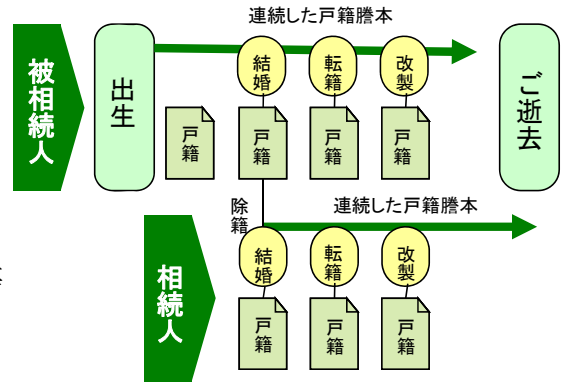 連続した戸籍謄本
被相続人
出生
結婚
転籍
改製
ご逝去
戸籍
戸籍
戸籍
戸籍
除籍
連続した戸籍謄本
相続人
結婚
転籍
改製
戸籍
戸籍
戸籍